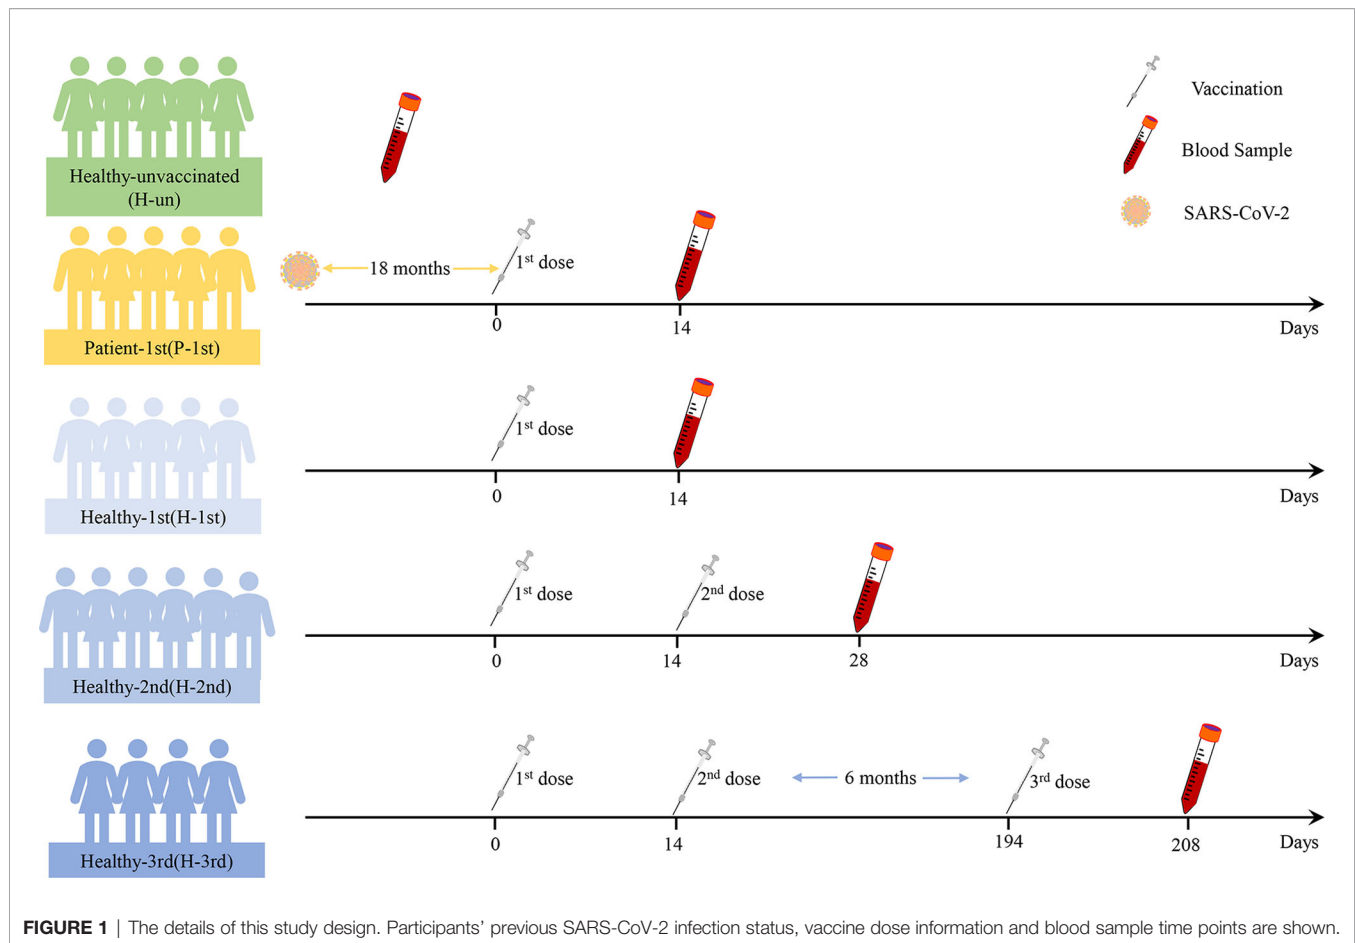 Vaccination
Blood Sample
SARS-CoV-2
Healthy-unvaccinated
(H-un)
18 months
1st dose
0
14
Days
Patient-1st(P-1st)
1st dose
0
14
Days
Healthy-1st(H-1st)
1st dose
2nd dose
0
14
28
Days
Healthy-2nd(H-2nd)
1st dose
2nd dose
6 months
3rd dose
0
14
194
208
Days
Healthy-3rd(H-3rd)
FIGURE 1 | The details of this study design. Participants' previous SARS-CoV-2 infection status, vaccine dose information and blood sample time points are shown.